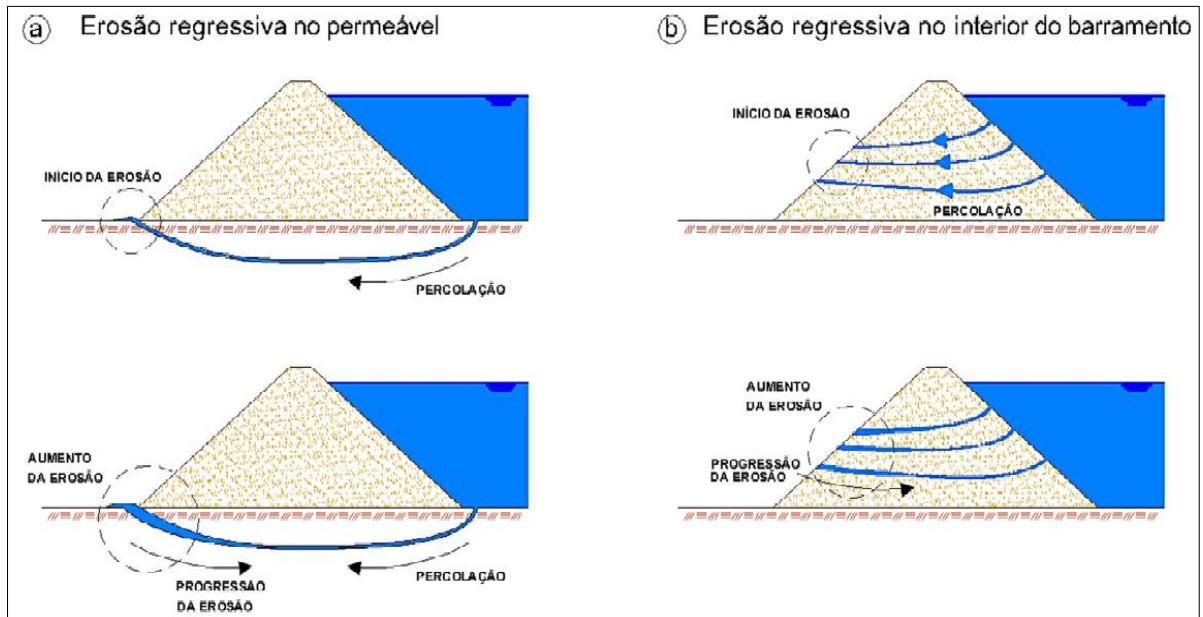 a Erosão regressiva no permeável
INÍCIO DA EROSÃO
PERCOLAÇÃO
AUMENTO
DA EROSÃO
PROGRESSÃO
DA EROSÃO
PERCOLAÇÃO
b Erosão regressiva no interior do barramento
INÍCIO DA EROSÃO
PERCOLAÇÃO
AUMENTO
DA EROSÃO
PROGRESSÃO
DA EROSÃO